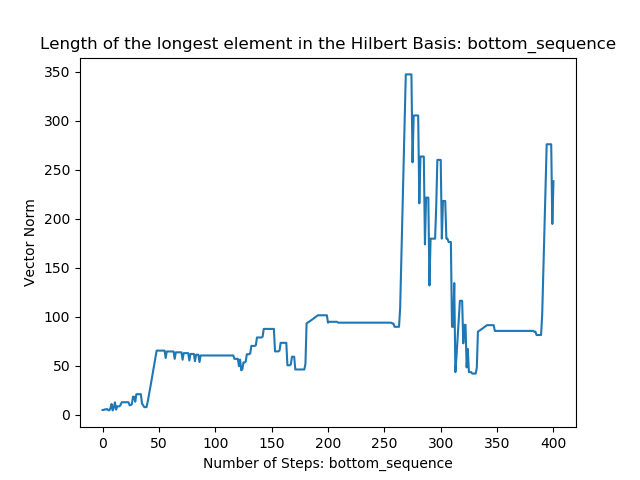 Length of the longest element in the Hilbert Basis: bottom_sequence
350
300
250
200
150
100
50
0
Vector Norm
0 50 100 150 200 250 300 350 400
Number of Steps: bottom_sequence